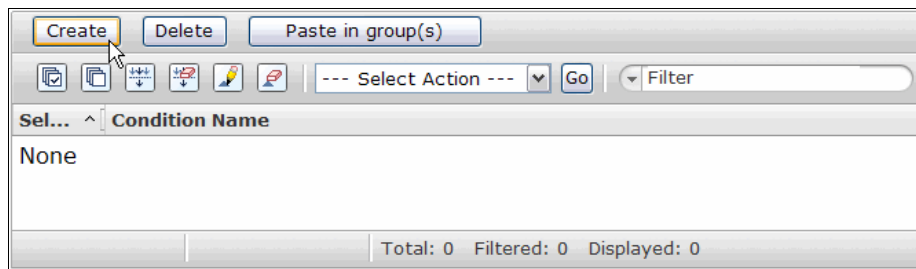 Create Delete Paste in group(s)
--- Select Action --- Go Filter
Sel... ^ Condition Name
None
Total: 0 Filtered: 0 Displayed: 0